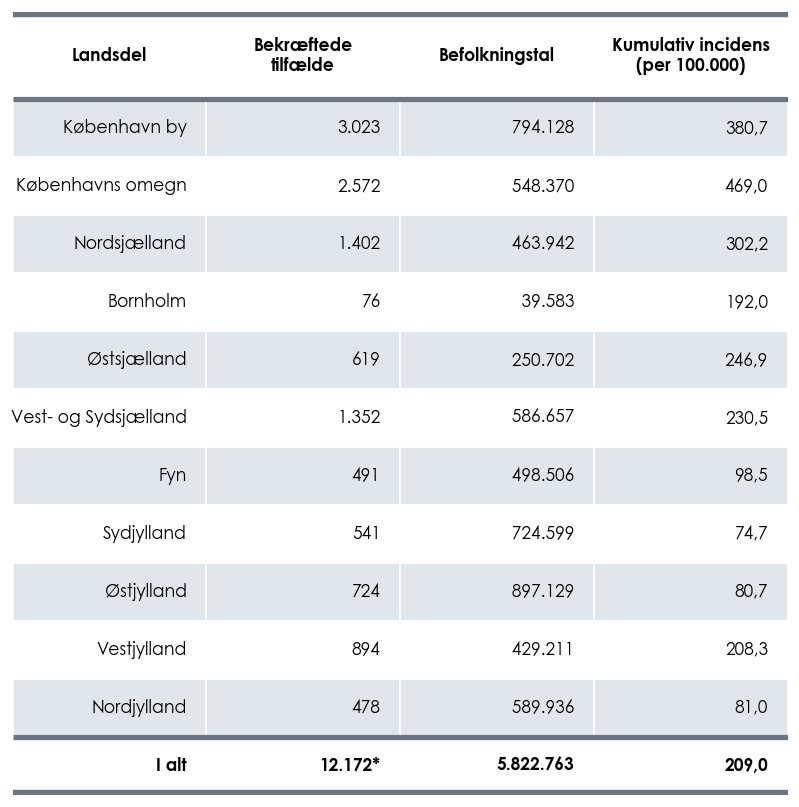 Landsdel Bekræftede tilfælde Befolkningstal Kumulativ incidens (per 100.000)
København by 3.023 794.128 380,7
Københavns omegn 2.572 548.370 469,0
Nordsjælland 1.402 463.942 302,2
Bornholm 76 39.583 192,0
Østsjælland 619 250.702 246,9
Vest- og Sydsjælland 1.352 586.657 230,5
Fyn 491 498.506 98,5
Sydjylland 541 724.599 74,7
Østjylland 724 897.129 80,7
Vestjylland 894 429.211 208,3
Nordjylland 478 589.936 81,0
I alt 12.172* 5.822.763 209,0